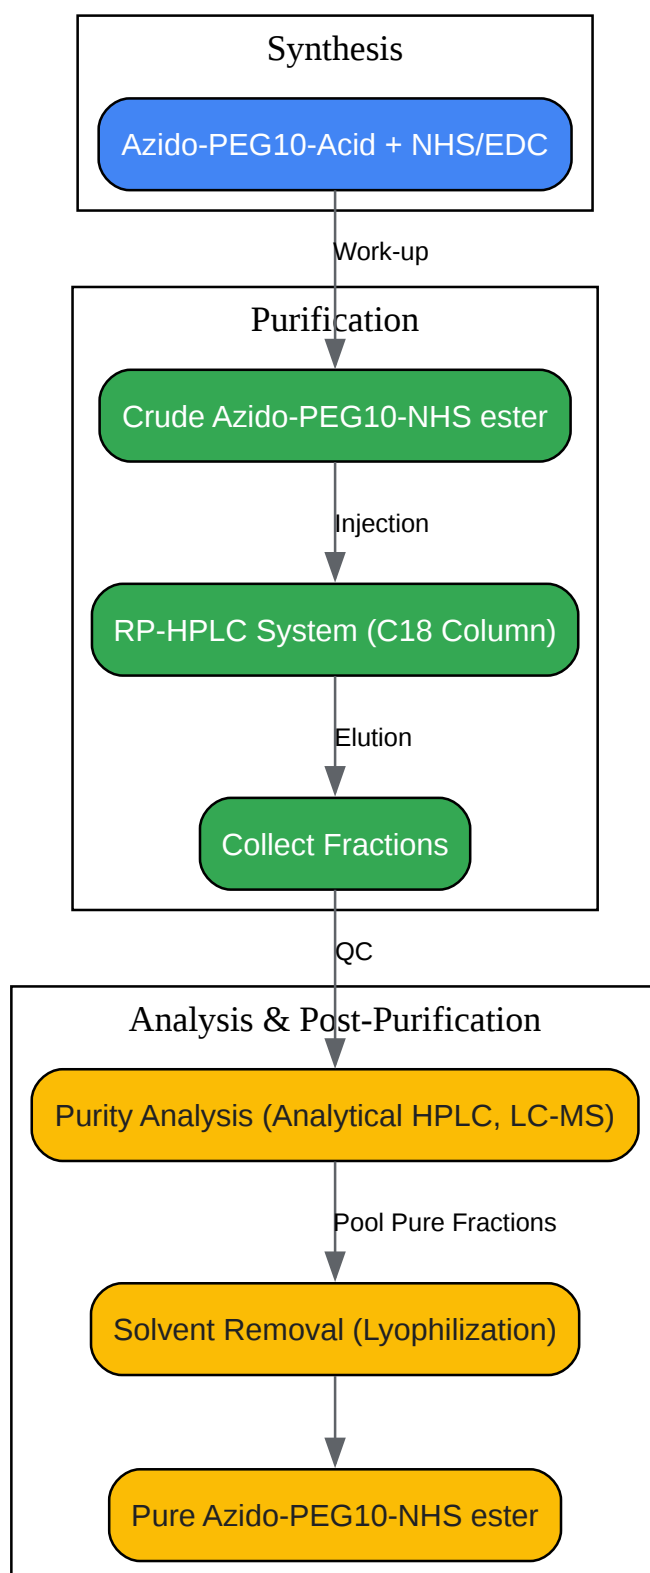 Synthesis
Azido-PEG10-Acid + NHS/EDC
Work-up
Purification
Crude Azido-PEG10-NHS ester
Injection
RP-HPLC System (C18 Column)
Elution
Collect Fractions
QC
Analysis & Post-Purification
Purity Analysis (Analytical HPLC, LC-MS)
Pool Pure Fractions
Solvent Removal (Lyophilization)
Pure Azido-PEG10-NHS ester